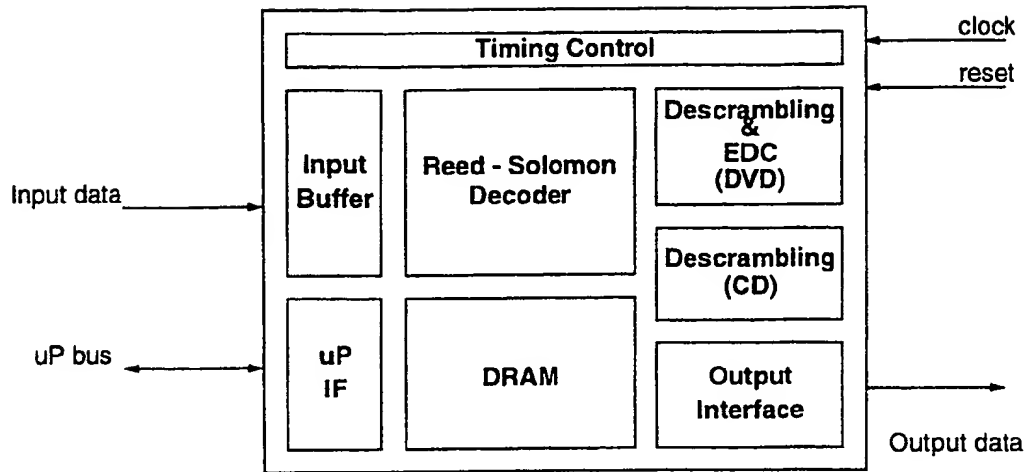 Timing Control
clock
reset
Input
Buffer
Reed - Solomon
Decoder
Descrambling
&
EDC
(DVD)
Input data
Descrambling
(CD)
uP bus
uP
IF
DRAM
Output
Interface
Output data